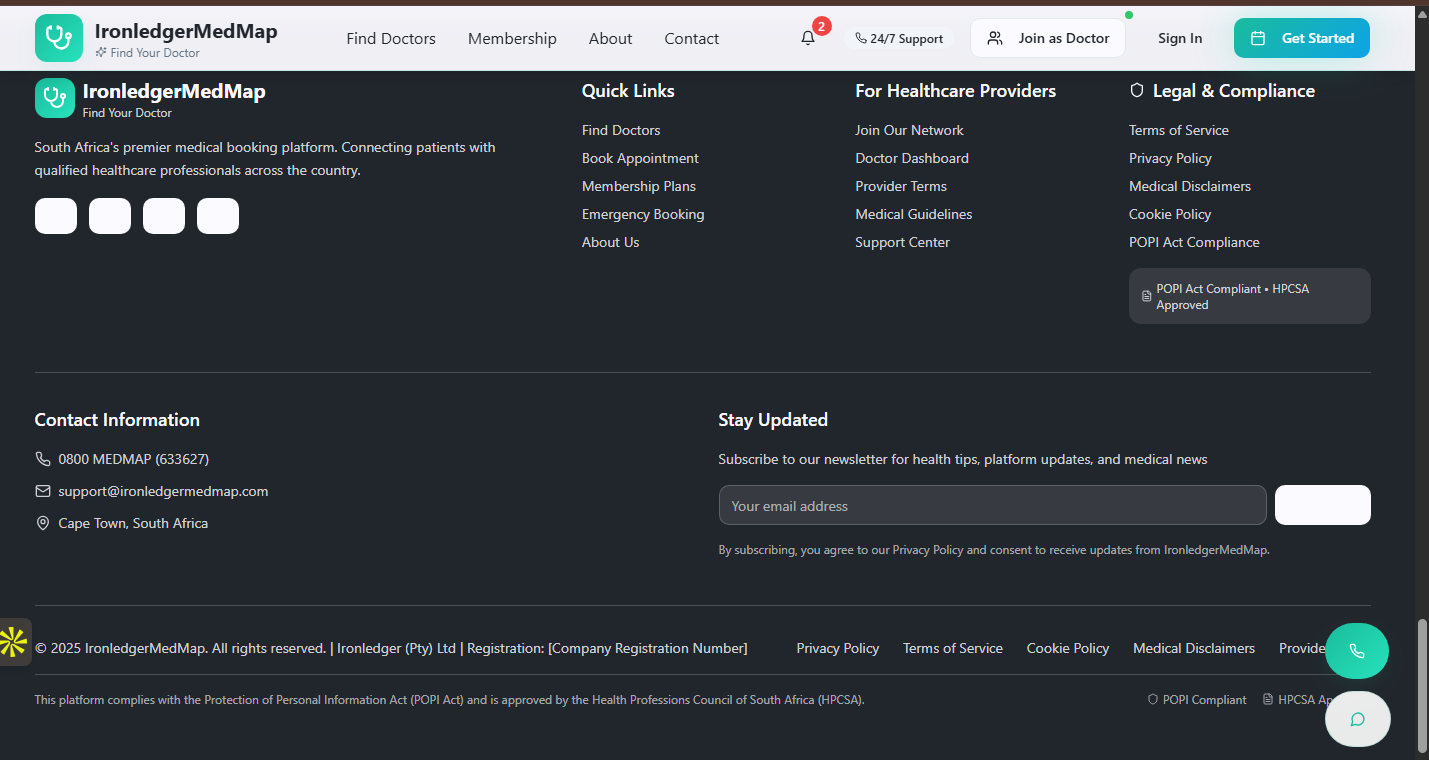 IronledgerMedMap
Find Your Doctor
Find Doctors
Membership
About
Contact
2
24/7 Support
Join as Doctor
Sign In
Get Started
IronledgerMedMap
Find Your Doctor
South Africa's premier medical booking platform. Connecting patients with
qualified healthcare professionals across the country.
Quick Links
Find Doctors
Book Appointment
Membership Plans
Emergency Booking
About Us
For Healthcare Providers
Join Our Network
Doctor Dashboard
Provider Terms
Medical Guidelines
Support Center
Legal & Compliance
Terms of Service
Privacy Policy
Medical Disclaimers
Cookie Policy
POPI Act Compliance
POPI Act Compliant • HPCSA
Approved
Contact Information
0800 MEDMAP (633627)
support@ironledgermedmap.com
Cape Town, South Africa
Stay Updated
Subscribe to our newsletter for health tips, platform updates, and medical news
Your email address
By subscribing, you agree to our Privacy Policy and consent to receive updates from IronledgerMedMap.
© 2025 IronledgerMedMap. All rights reserved. | Ironledger (Pty) Ltd | Registration: [Company Registration Number]
Privacy Policy
Terms of Service
Cookie Policy
Medical Disclaimers
This platform complies with the Protection of Personal Information Act (POPI Act) and is approved by the Health Professions Council of South Africa (HPCSA).
POPI Compliant
HPCSA